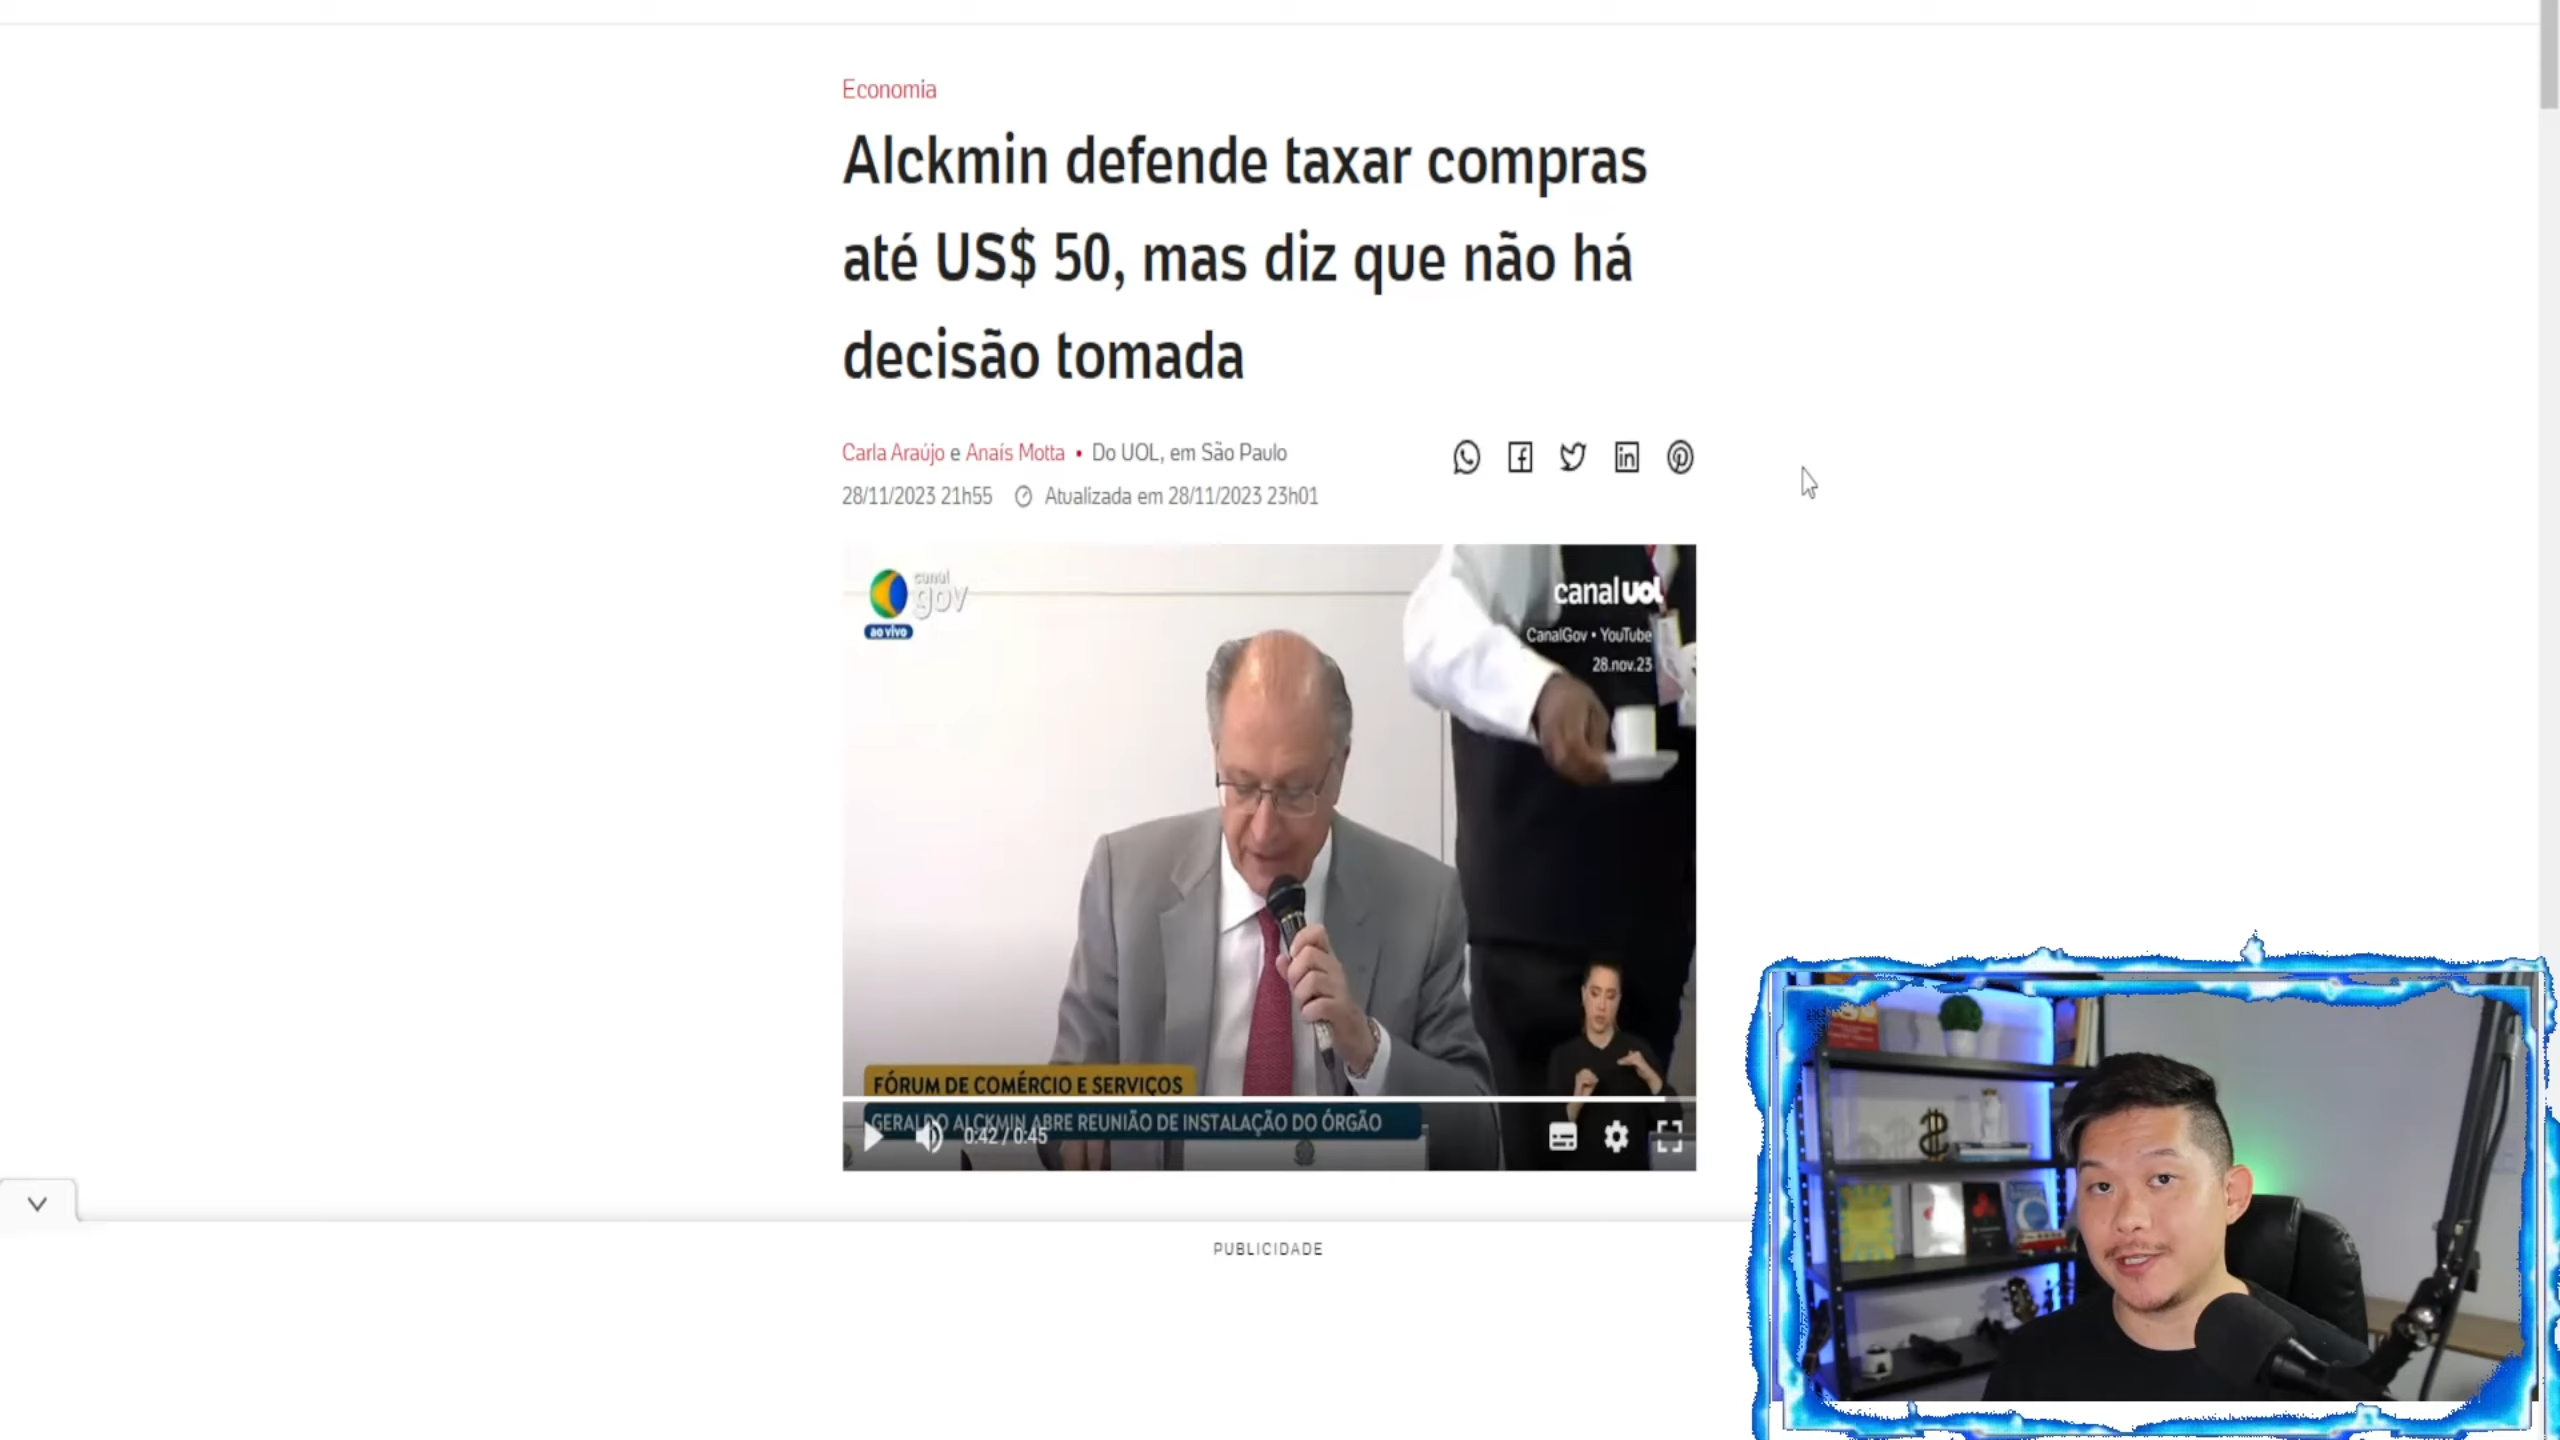 Economia
Alckmin defende taxar compras
até US$ 50, mas diz que não há
decisão tomada
Carla Araújo e Anaís Motta • Do UOL, em São Paulo
28/11/2023 21h55 Atualizada em 28/11/2023 23h01
canal
gov
ao vivo
canal uol
CanalGov • YouTube
28.nov.23
FÓRUM DE COMÉRCIO E SERVIÇOS
GERALDO ALCKMIN ABRE REUNIÃO DE INSTALAÇÃO DO ÓRGÃO
0:42 / 0:45
PUBLICIDADE